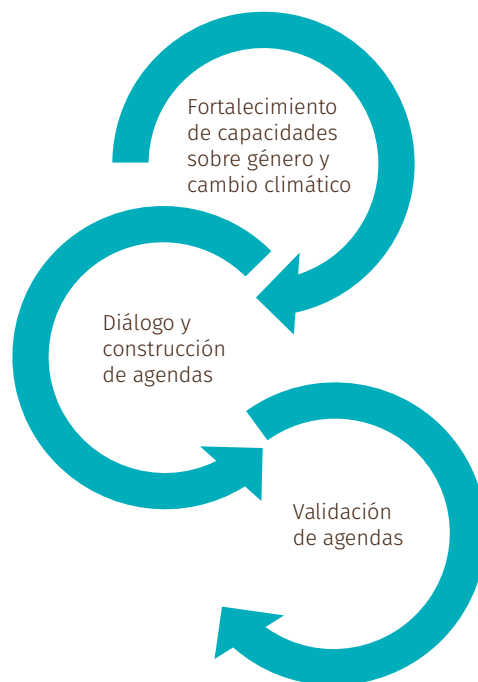 Fortalecimiento
de capacidades
sobre género y
cambio climático
Diálogo y
construcción
de agendas
Validación
de agendas